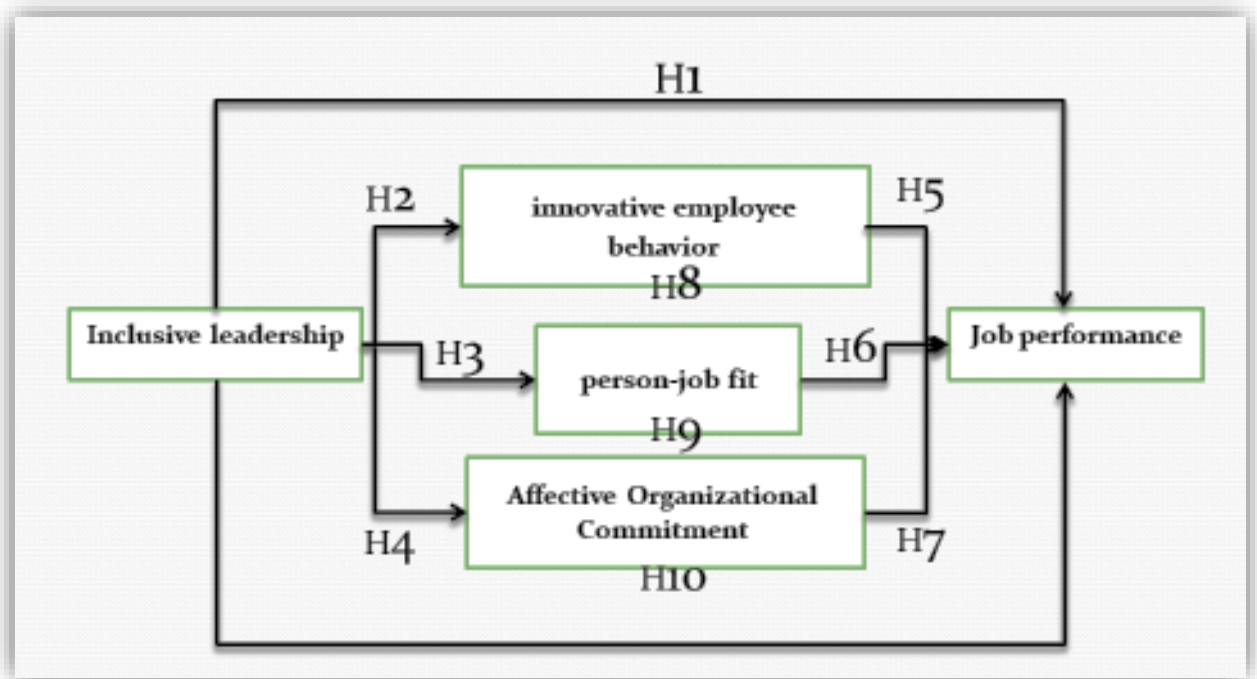 H1
H2
innovative employee
behavior
H8
H5
Inclusive leadership
H3
person-job fit
H9
H6
Job performance
H4
Affective Organizational
Commitment
H10
H7